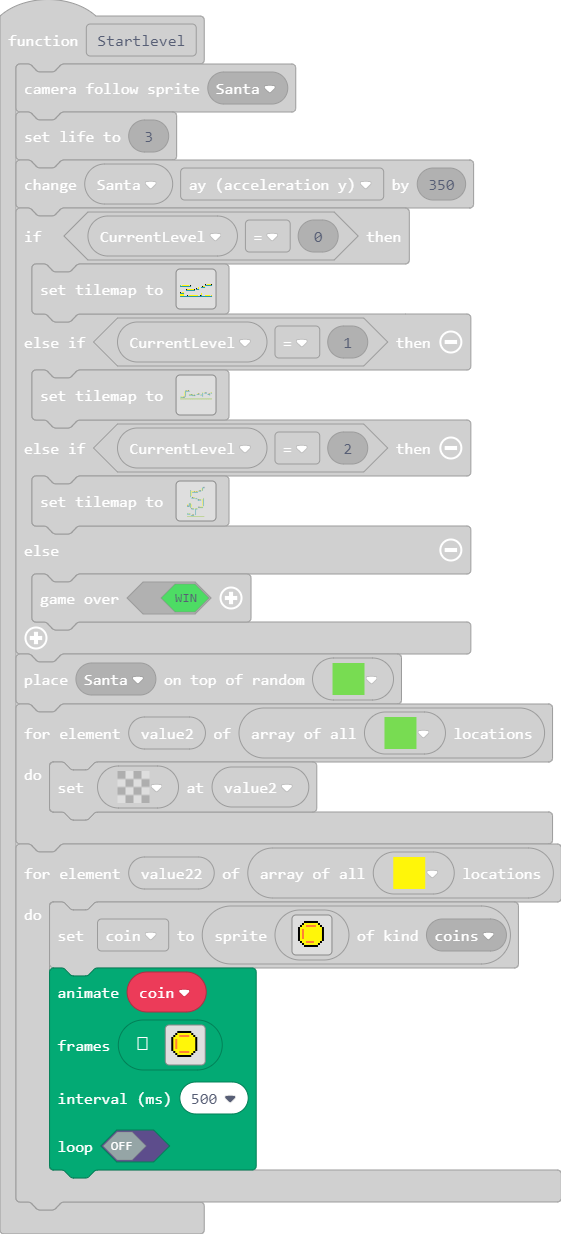 function Startlevel
camera follow sprite Santa
set life to 3
change Santa ay (acceleration y) by 350
if CurrentLevel = 0 then
set tilemap to
else if CurrentLevel = 1 then
set tilemap to
else if CurrentLevel = 2 then
set tilemap to
else
game over WIN
place Santa on top of random
for element value2 of array of all locations
do
set at value2
for element value22 of array of all locations
do
set coin to sprite of kind coins
animate coin
frames
interval (ms) 500
loop OFF